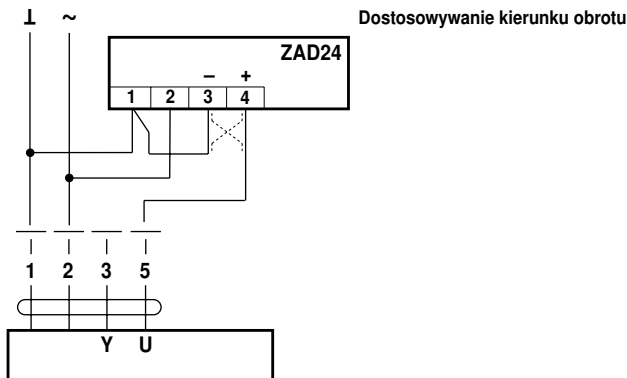 ⊥ ~ Dostosowywanie kierunku obrotu
ZAD24
– +
1 2 3 4
1 2 3 5
Y U